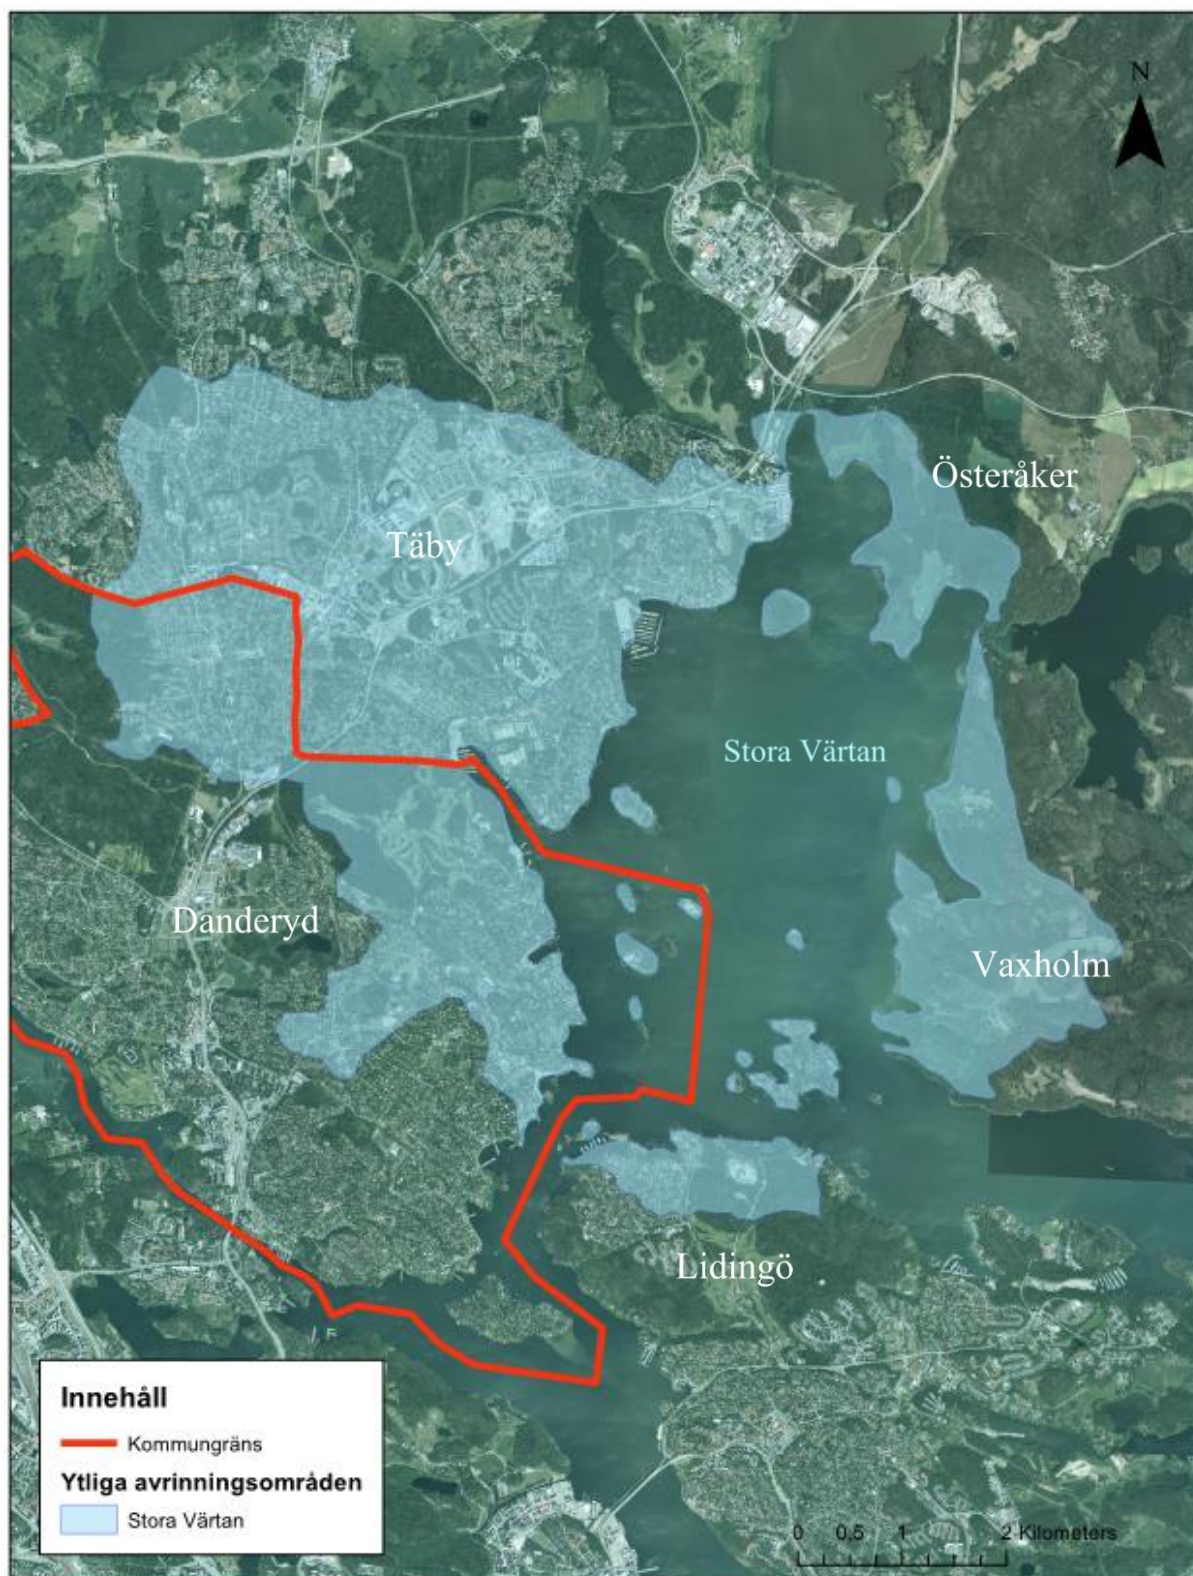 N
Österåker
Täby
Stora Värtan
Danderyd
Vaxholm
Lidingö
Innehåll
Kommungräns
Ytliga avrinningsområden
Stora Värtan
0 0,5 1 2 Kilometers